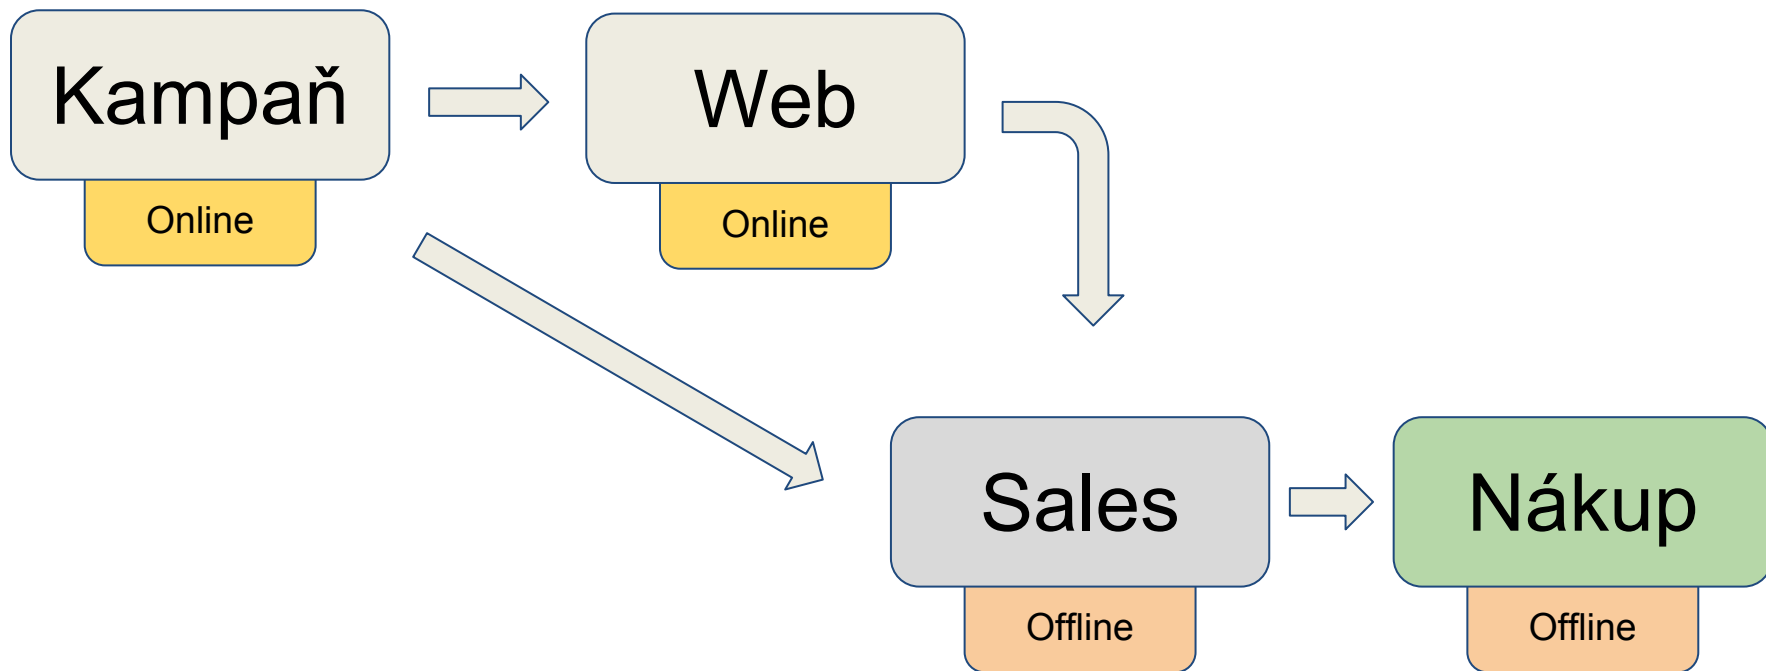 Kampaň
Online
Web
Online
Sales
Offline
Nákup
Offline